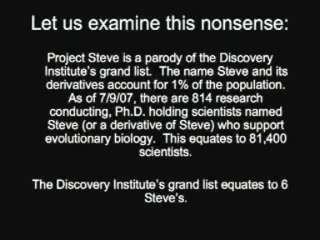 Let us examine this nonsense:
Project Steve is a parody of the Discovery
Institute's grand list. The name Steve and its
derivatives account for 1% of the population.
As of 7/9/07, there are 814 research
conducting, Ph.D. holding scientists named
Steve (or a derivative of Steve) who support
evolutionary biology. This equates to 81,400
scientists.
The Discovery Institute's grand list equates to 6
Steve's.